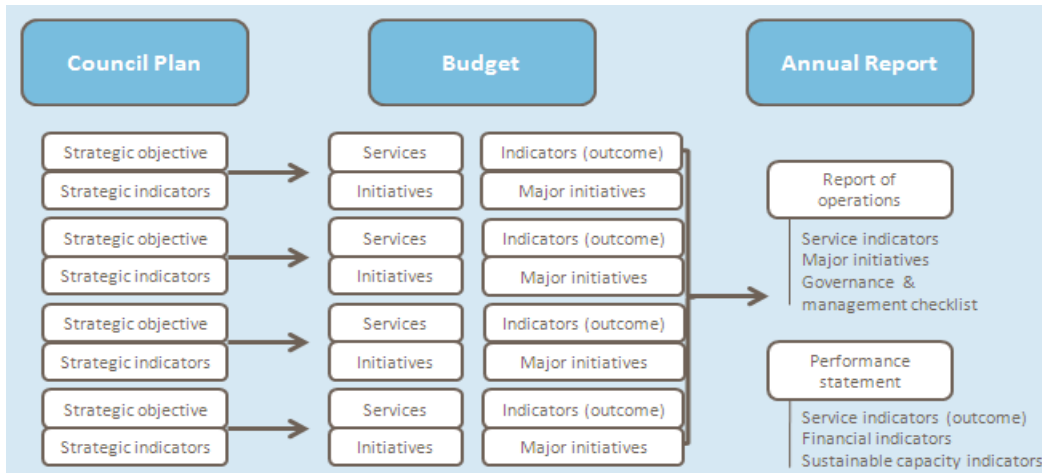 Council Plan
Budget
Annual Report
Strategic objective
Strategic indicators
Services
Initiatives
Indicators (outcome)
Major initiatives
Strategic objective
Strategic indicators
Services
Initiatives
Indicators (outcome)
Major initiatives
Strategic objective
Strategic indicators
Services
Initiatives
Indicators (outcome)
Major initiatives
Strategic objective
Strategic indicators
Services
Initiatives
Indicators (outcome)
Major initiatives
Report of
operations
Service indicators
Major initiatives
Governance &
management checklist
Performance
statement
Service indicators (outcome)
Financial indicators
Sustainable capacity indicators